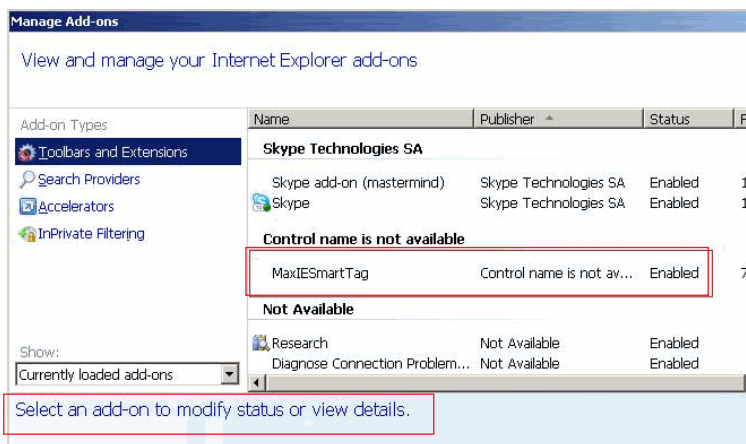 Manage Add-ons
View and manage your Internet Explorer add-ons
Add-on Types
Toolbars and Extensions
Search Providers
Accelerators
InPrivate Filtering
Show:
Currently loaded add-ons
Name Publisher Status F
Skype Technologies SA
Skype add-on (mastermind) Skype Technologies SA Enabled 1
Skype Skype Technologies SA Enabled 1
Control name is not available
MaxIESmartTag Control name is not av... Enabled 7
Not Available
Research Not Available Enabled
Diagnose Connection Problem... Not Available Enabled
Select an add-on to modify status or view details.